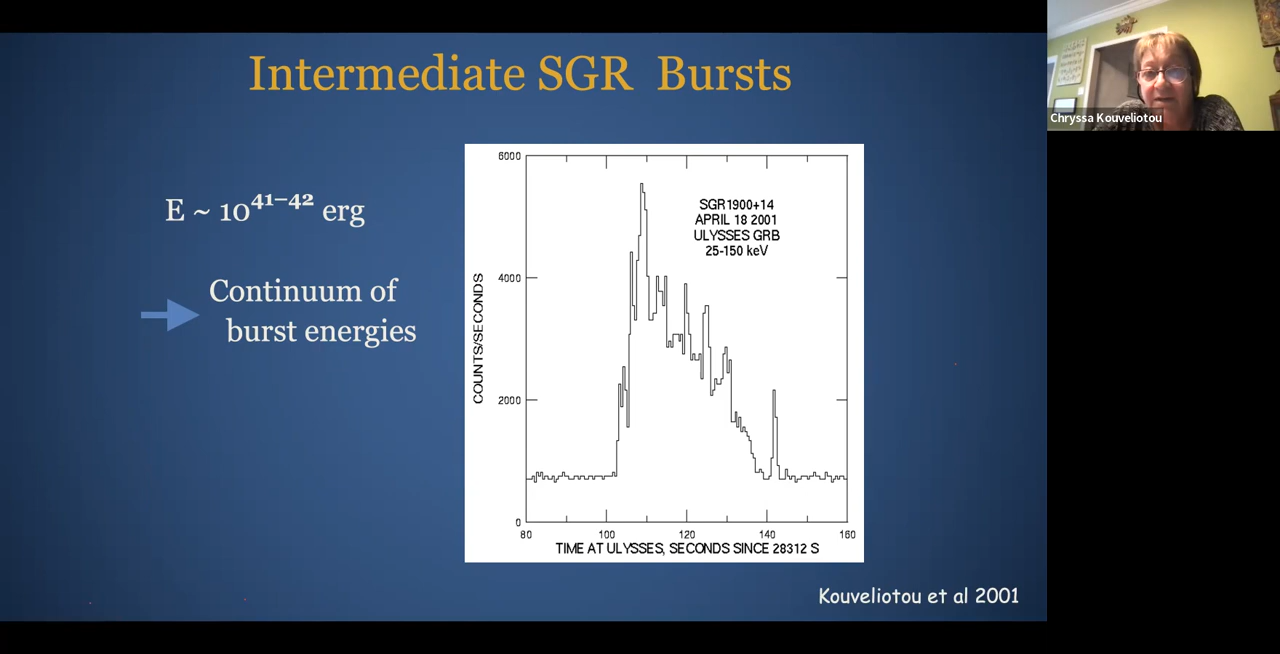 Intermediate SGR Bursts
E ~ 10⁴¹⁻⁴² erg
Continuum of
burst energies
6000
4000
2000
0
COUNTS/SECONDS
SGR1900+14
APRIL 18 2001
ULYSSES GRB
25-150 keV
80 100 120 140 160
TIME AT ULYSSES, SECONDS SINCE 28312 S
Kouveliotou et al 2001
Chryssa Kouveliotou